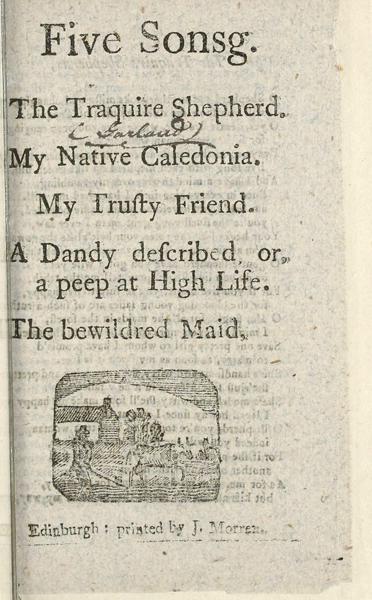 Five Sonsg.
The Traquire Shepherd.
(Garland)
My Native Caledonia.
My Truſty Friend.
A Dandy deſcribed, or,
a peep at High Life.
The bewildred Maid,
Edinburgh: printed by J. Morren.